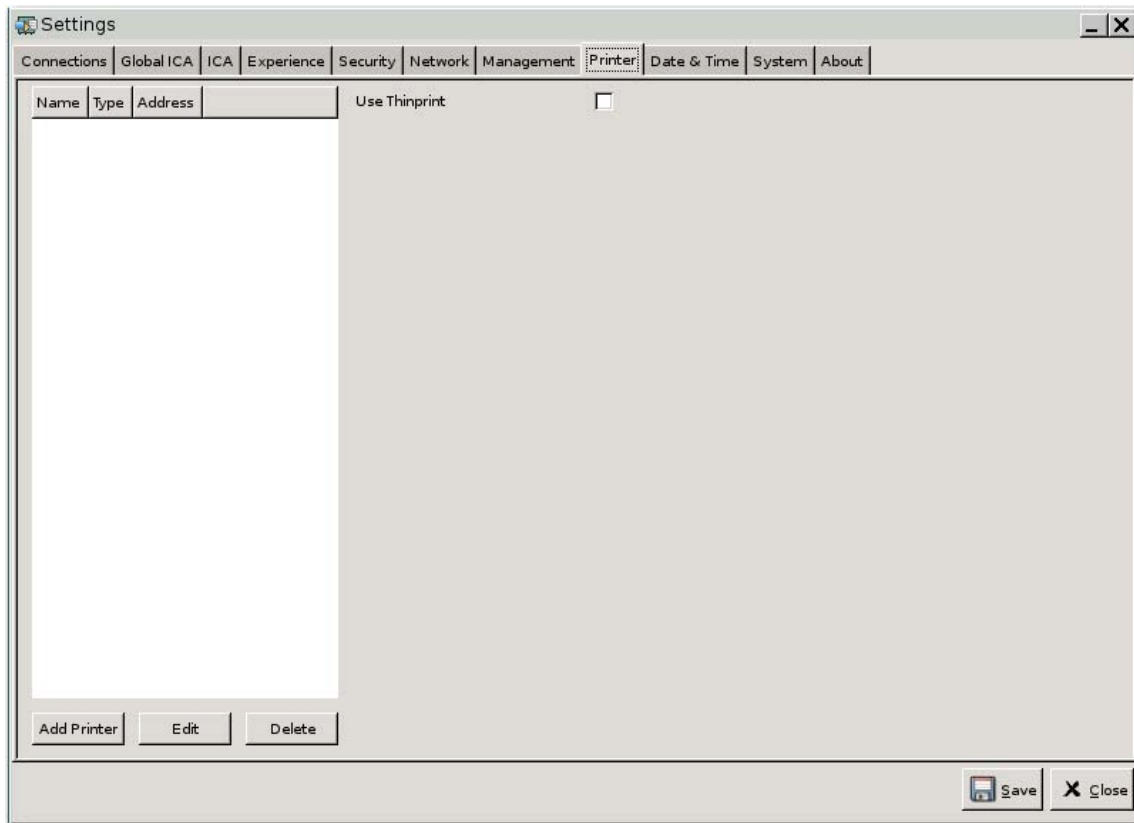 Settings
Connections Global ICA ICA Experience Security Network Management Printer Date & Time System About
Name Type Address Use Thinprint
Add Printer Edit Delete
Save Close